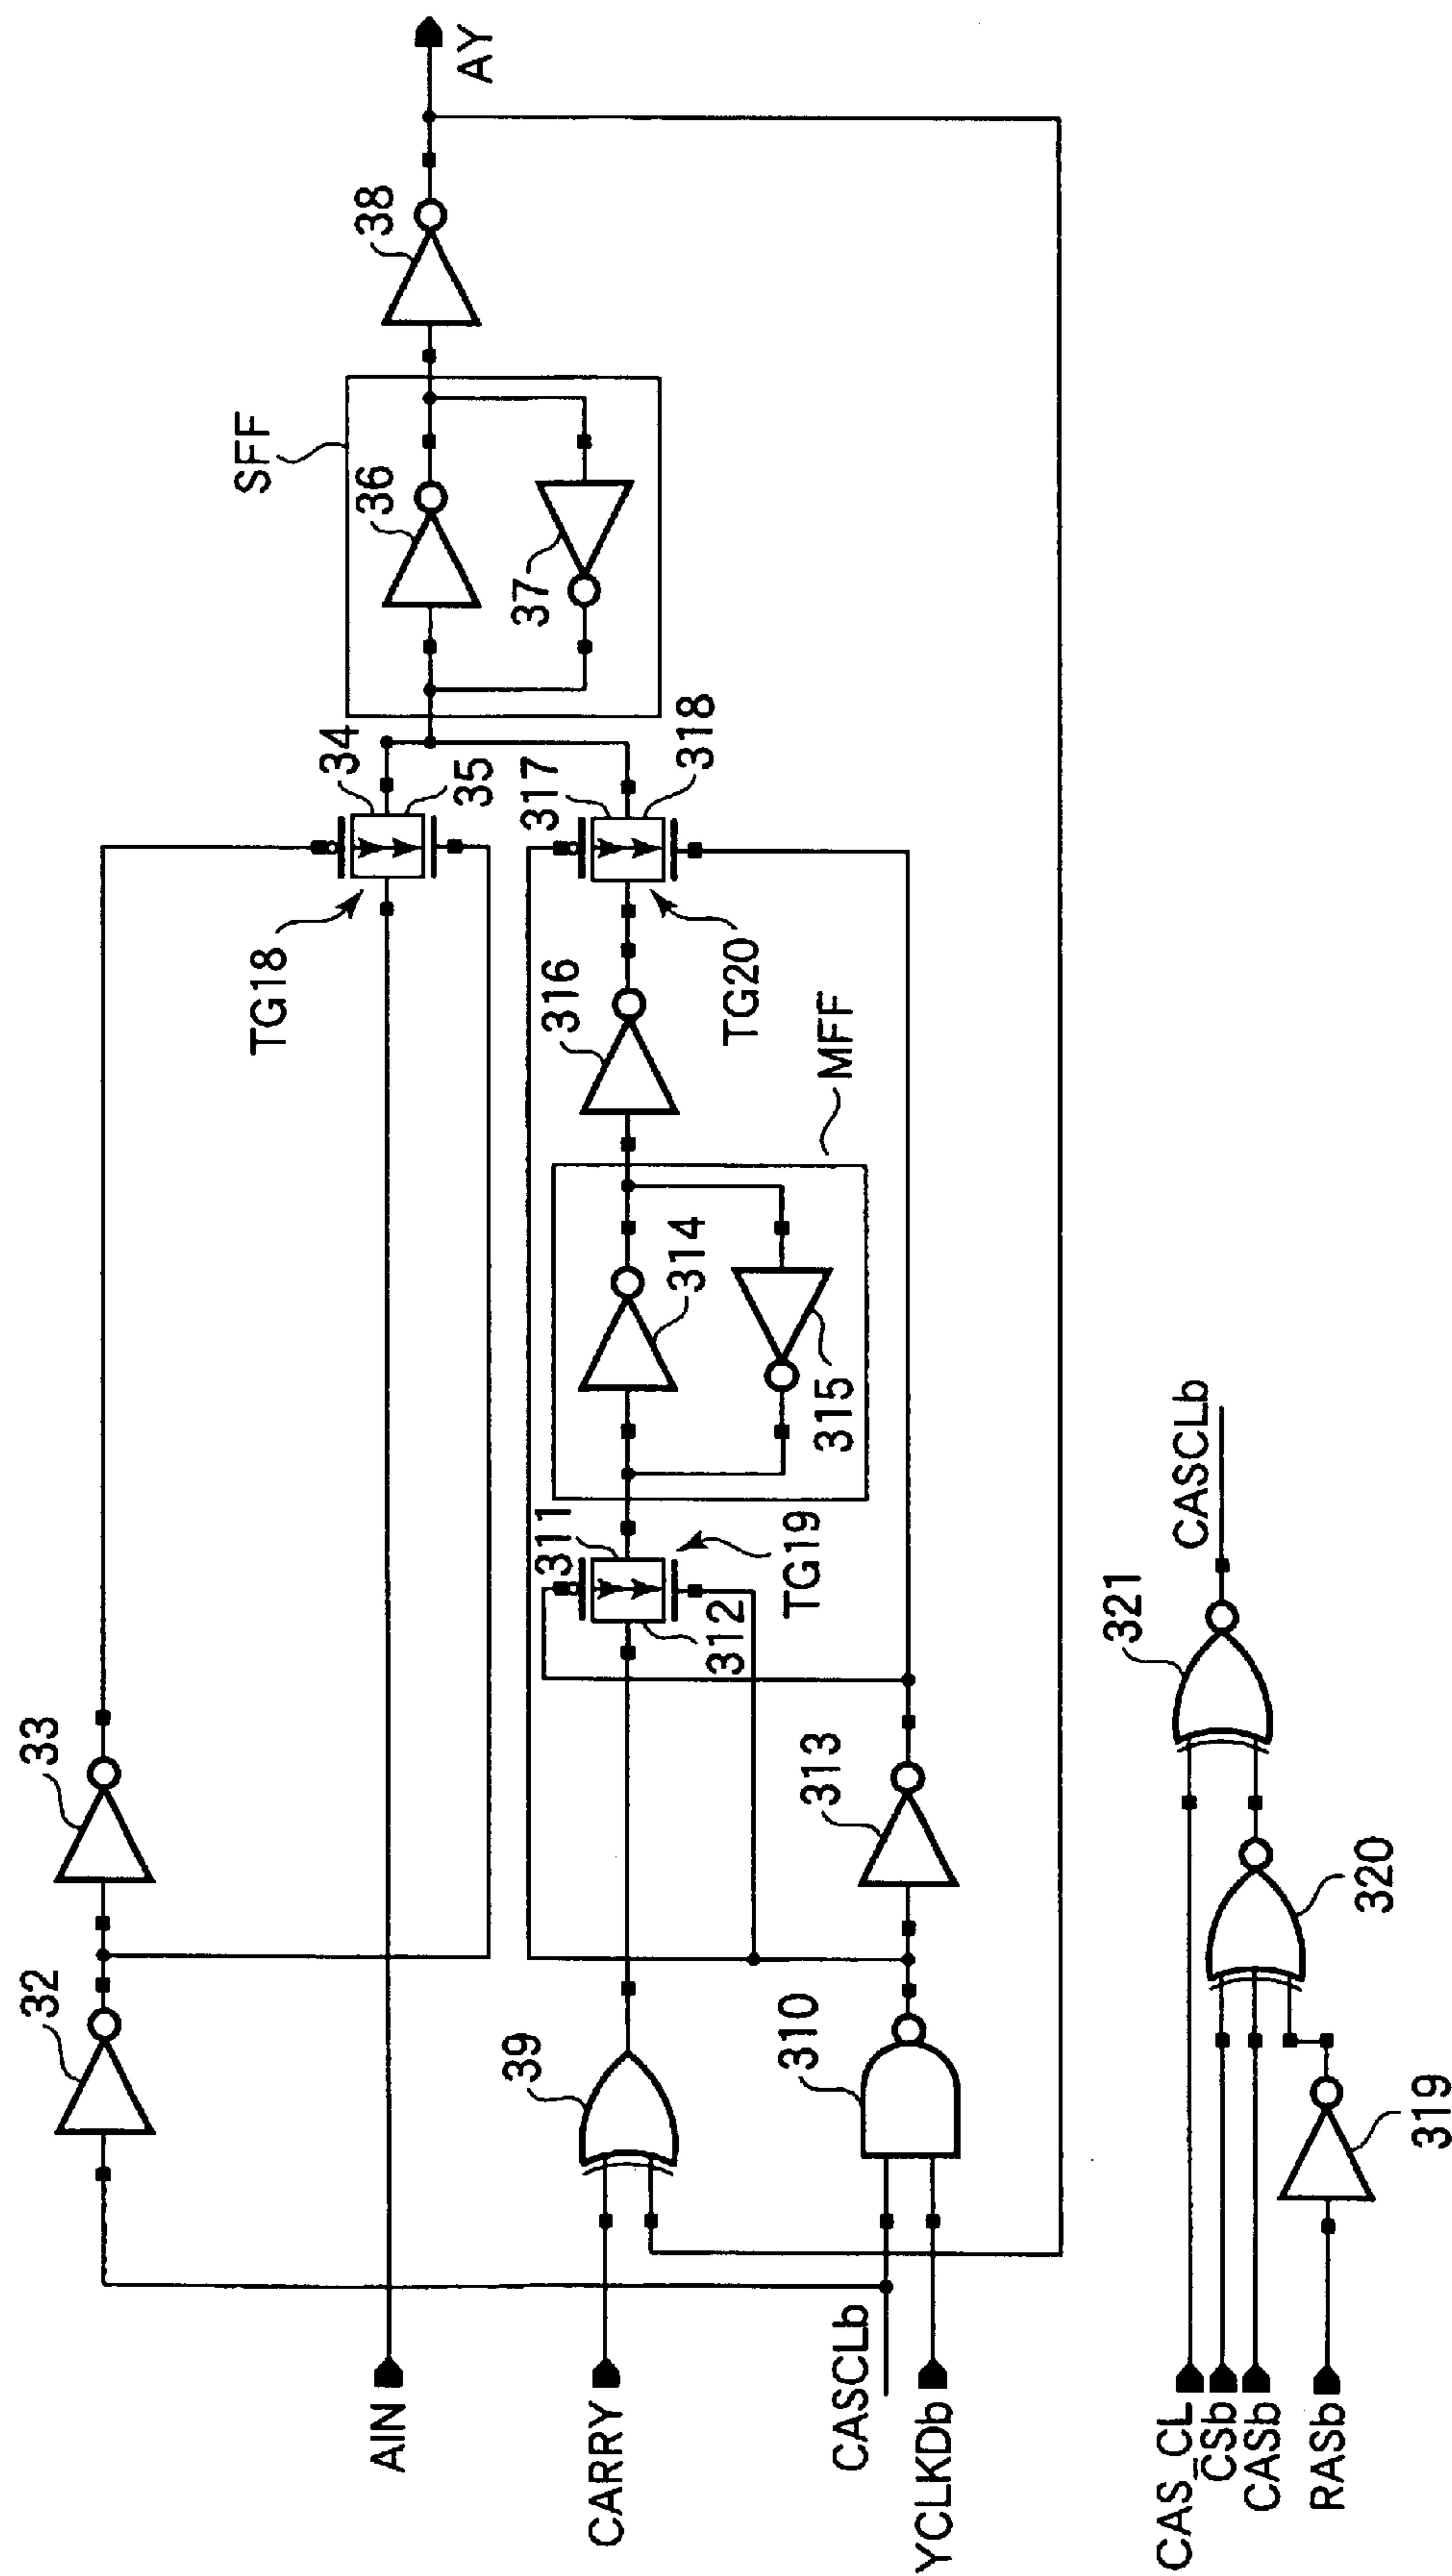 32
33
AIN
TG18
34
35
SFF
36
37
38
AY
CARRY
39
311
312
TG19
314
315
MFF
316
TG20
317
318
CASCLb
YCLKDb
310
313
CAS_CL
CSb
CASb
RASb
319
320
321
CASCLb